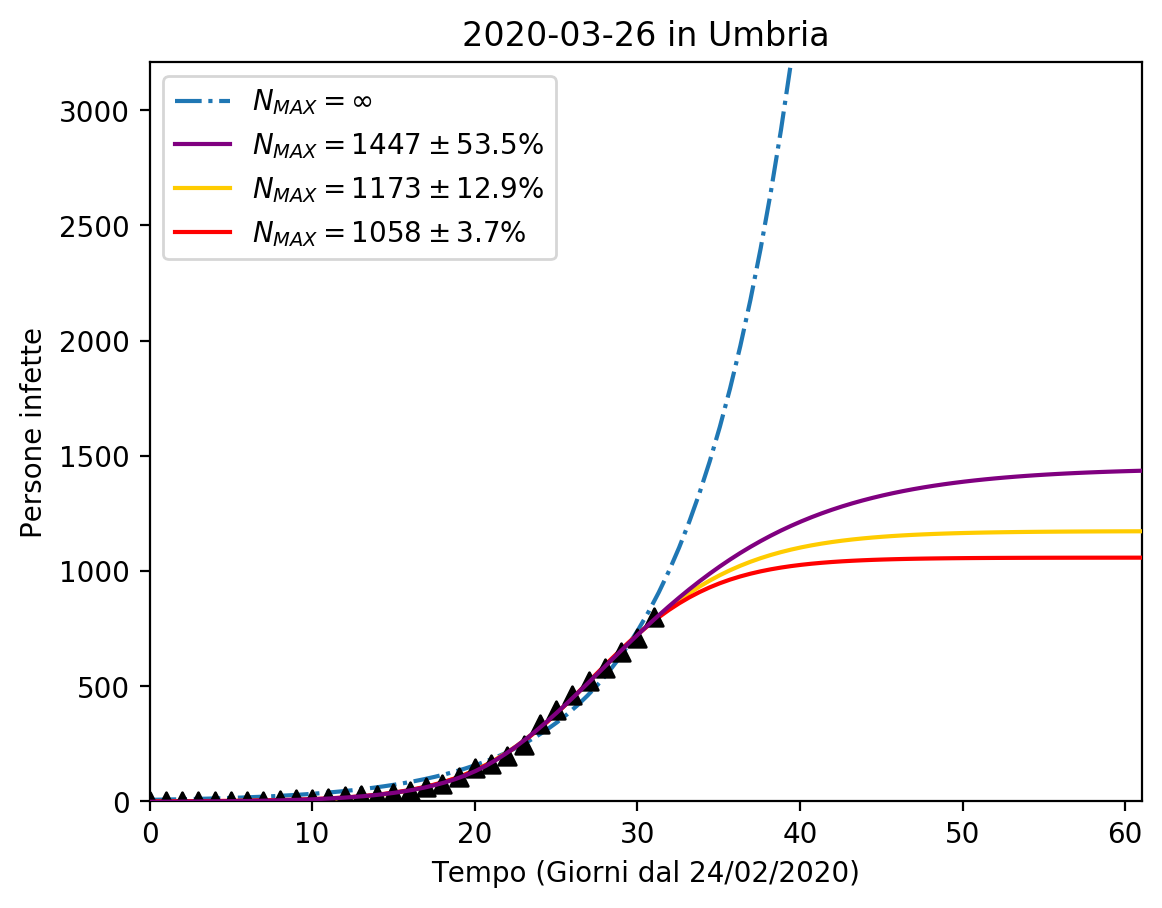 2020-03-26 in Umbria
N_MAX = ∞
N_MAX = 1447 ± 53.5%
N_MAX = 1173 ± 12.9%
N_MAX = 1058 ± 3.7%
Persone infette
3000
2500
2000
1500
1000
500
0
0 10 20 30 40 50 60
Tempo (Giorni dal 24/02/2020)